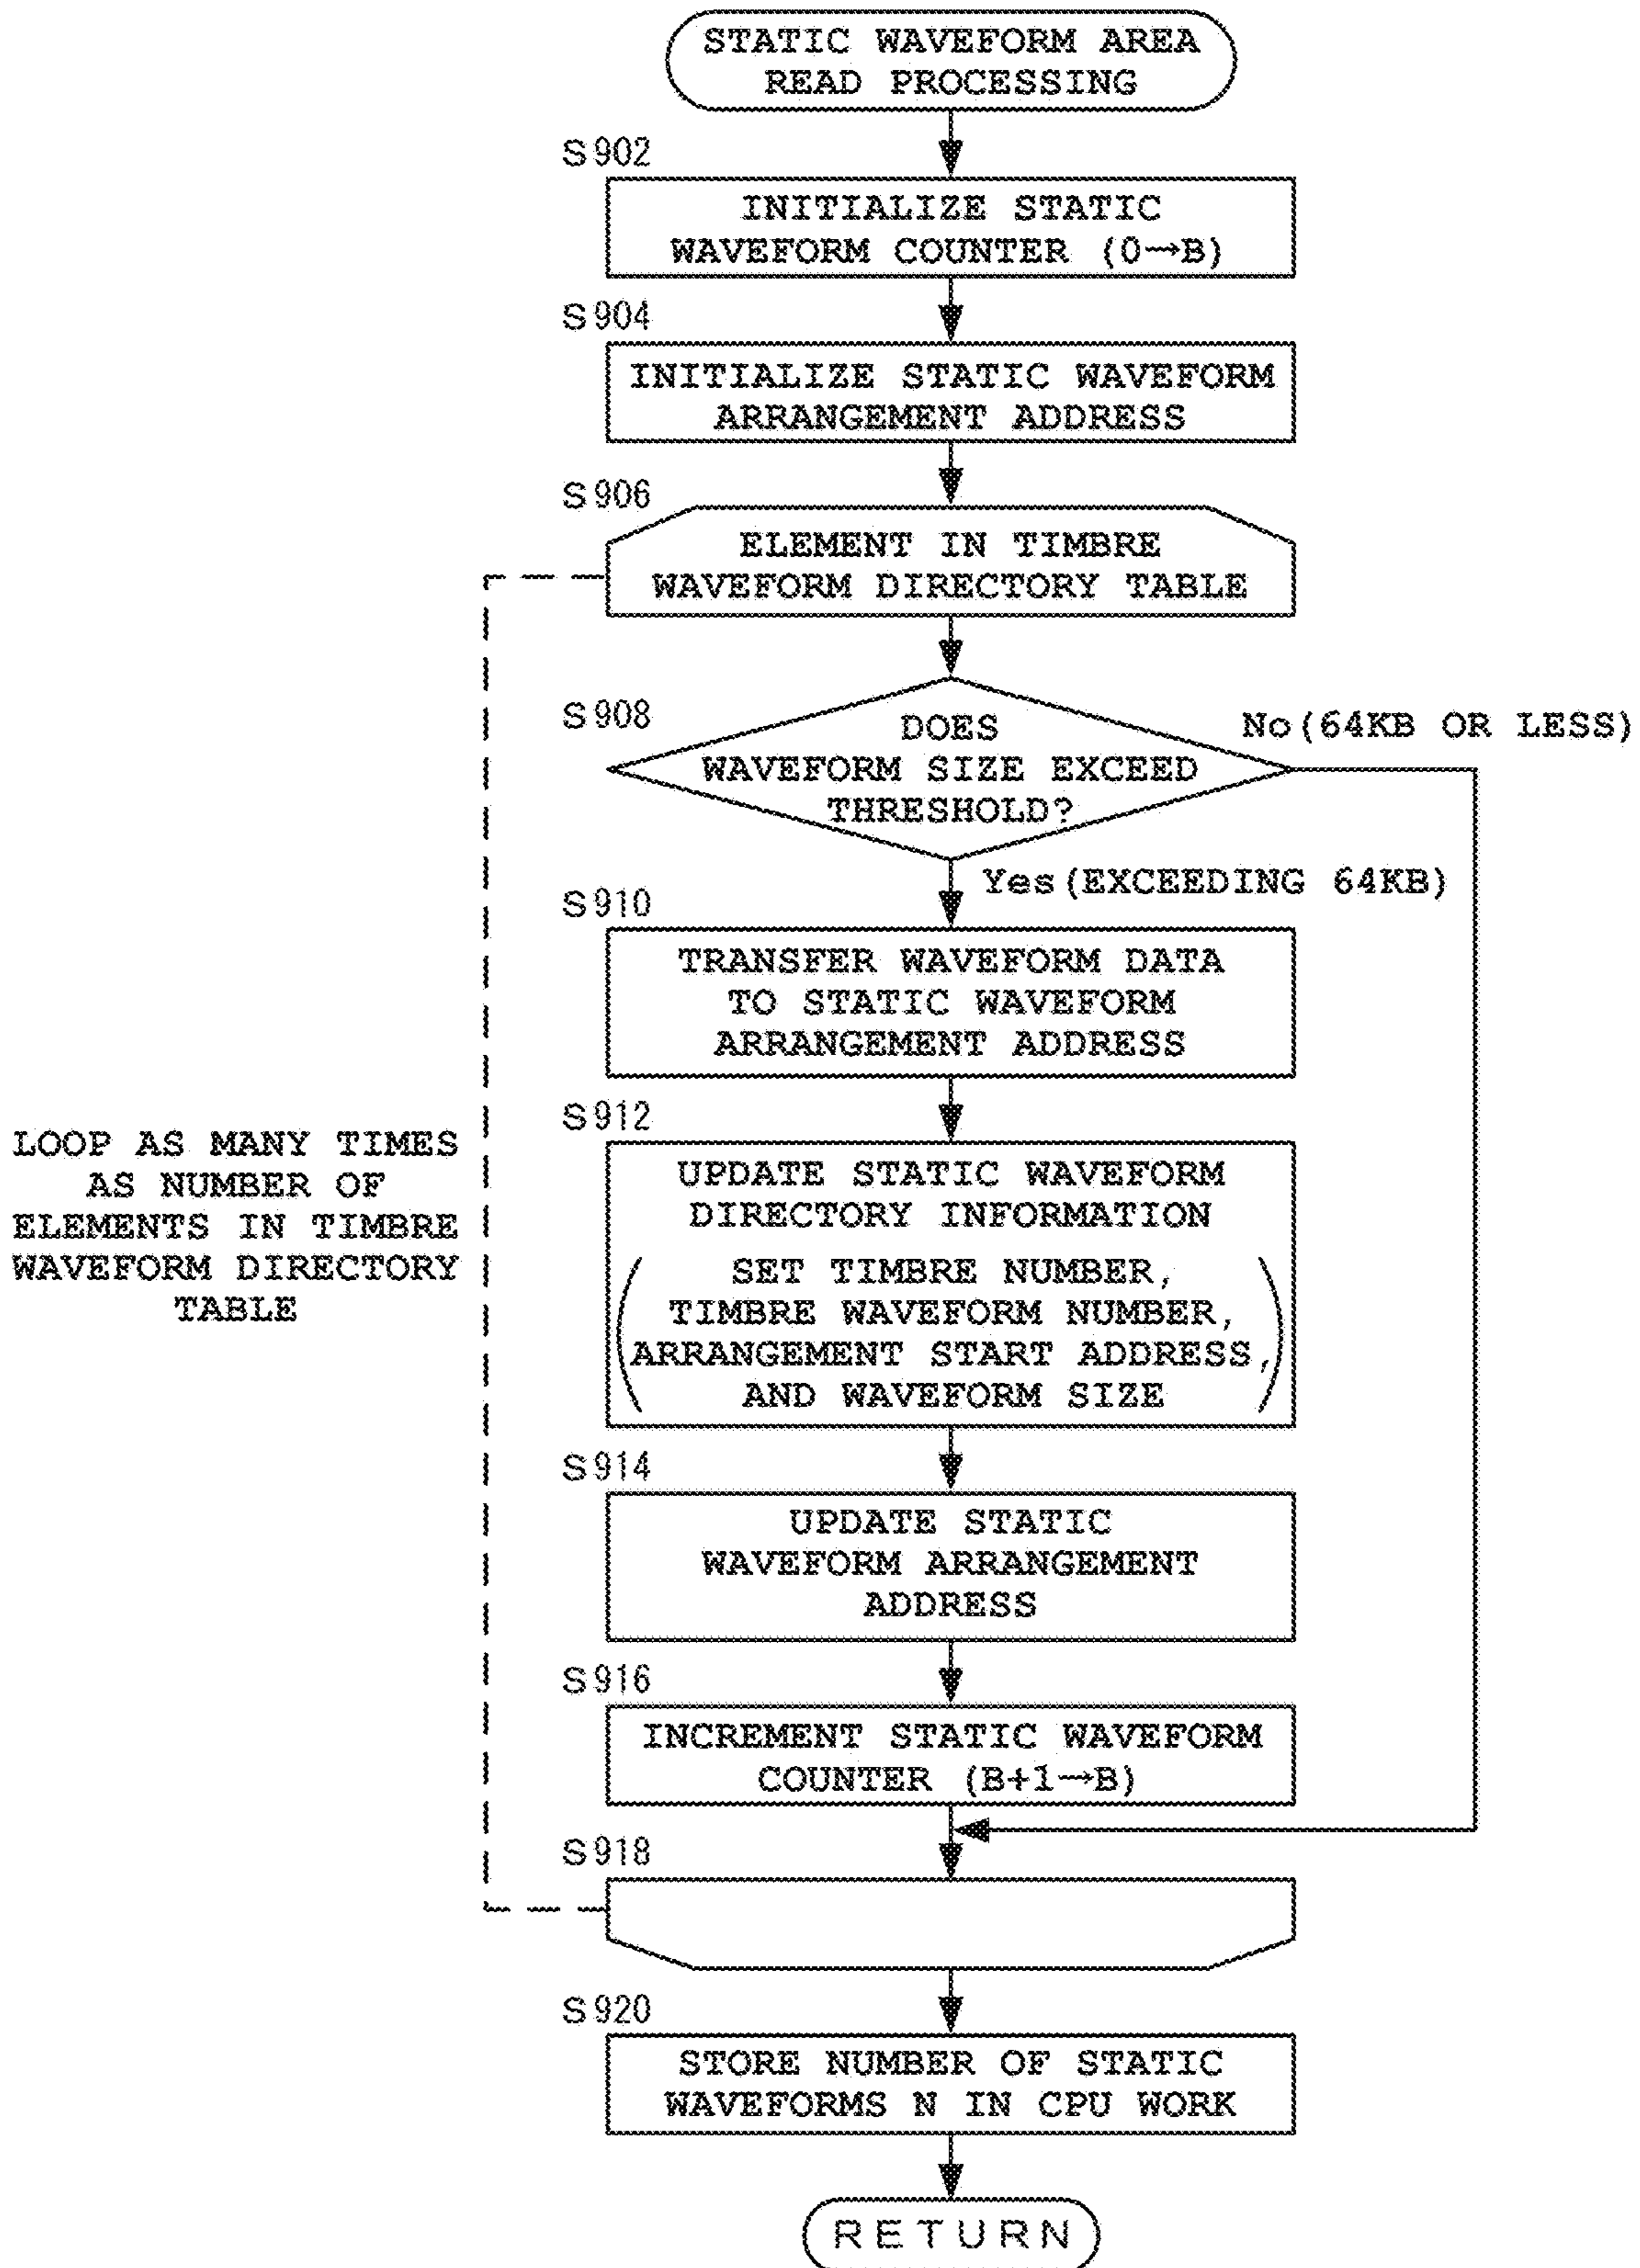 STATIC WAVEFORM AREA
READ PROCESSING
S902
INITIALIZE STATIC
WAVEFORM COUNTER (0→B)
S904
INITIALIZE STATIC WAVEFORM
ARRANGEMENT ADDRESS
S906
ELEMENT IN TIMBRE
WAVEFORM DIRECTORY TABLE
S908
DOES
WAVEFORM SIZE EXCEED
THRESHOLD?
No(64KB OR LESS)
Yes(EXCEEDING 64KB)
S910
TRANSFER WAVEFORM DATA
TO STATIC WAVEFORM
ARRANGEMENT ADDRESS
S912
UPDATE STATIC WAVEFORM
DIRECTORY INFORMATION
(SET TIMBRE NUMBER,
TIMBRE WAVEFORM NUMBER,
ARRANGEMENT START ADDRESS,
AND WAVEFORM SIZE)
LOOP AS MANY TIMES
AS NUMBER OF
ELEMENTS IN TIMBRE
WAVEFORM DIRECTORY
TABLE
S914
UPDATE STATIC
WAVEFORM ARRANGEMENT
ADDRESS
S916
INCREMENT STATIC WAVEFORM
COUNTER (B+1→B)
S918
S920
STORE NUMBER OF STATIC
WAVEFORMS N IN CPU WORK
RETURN